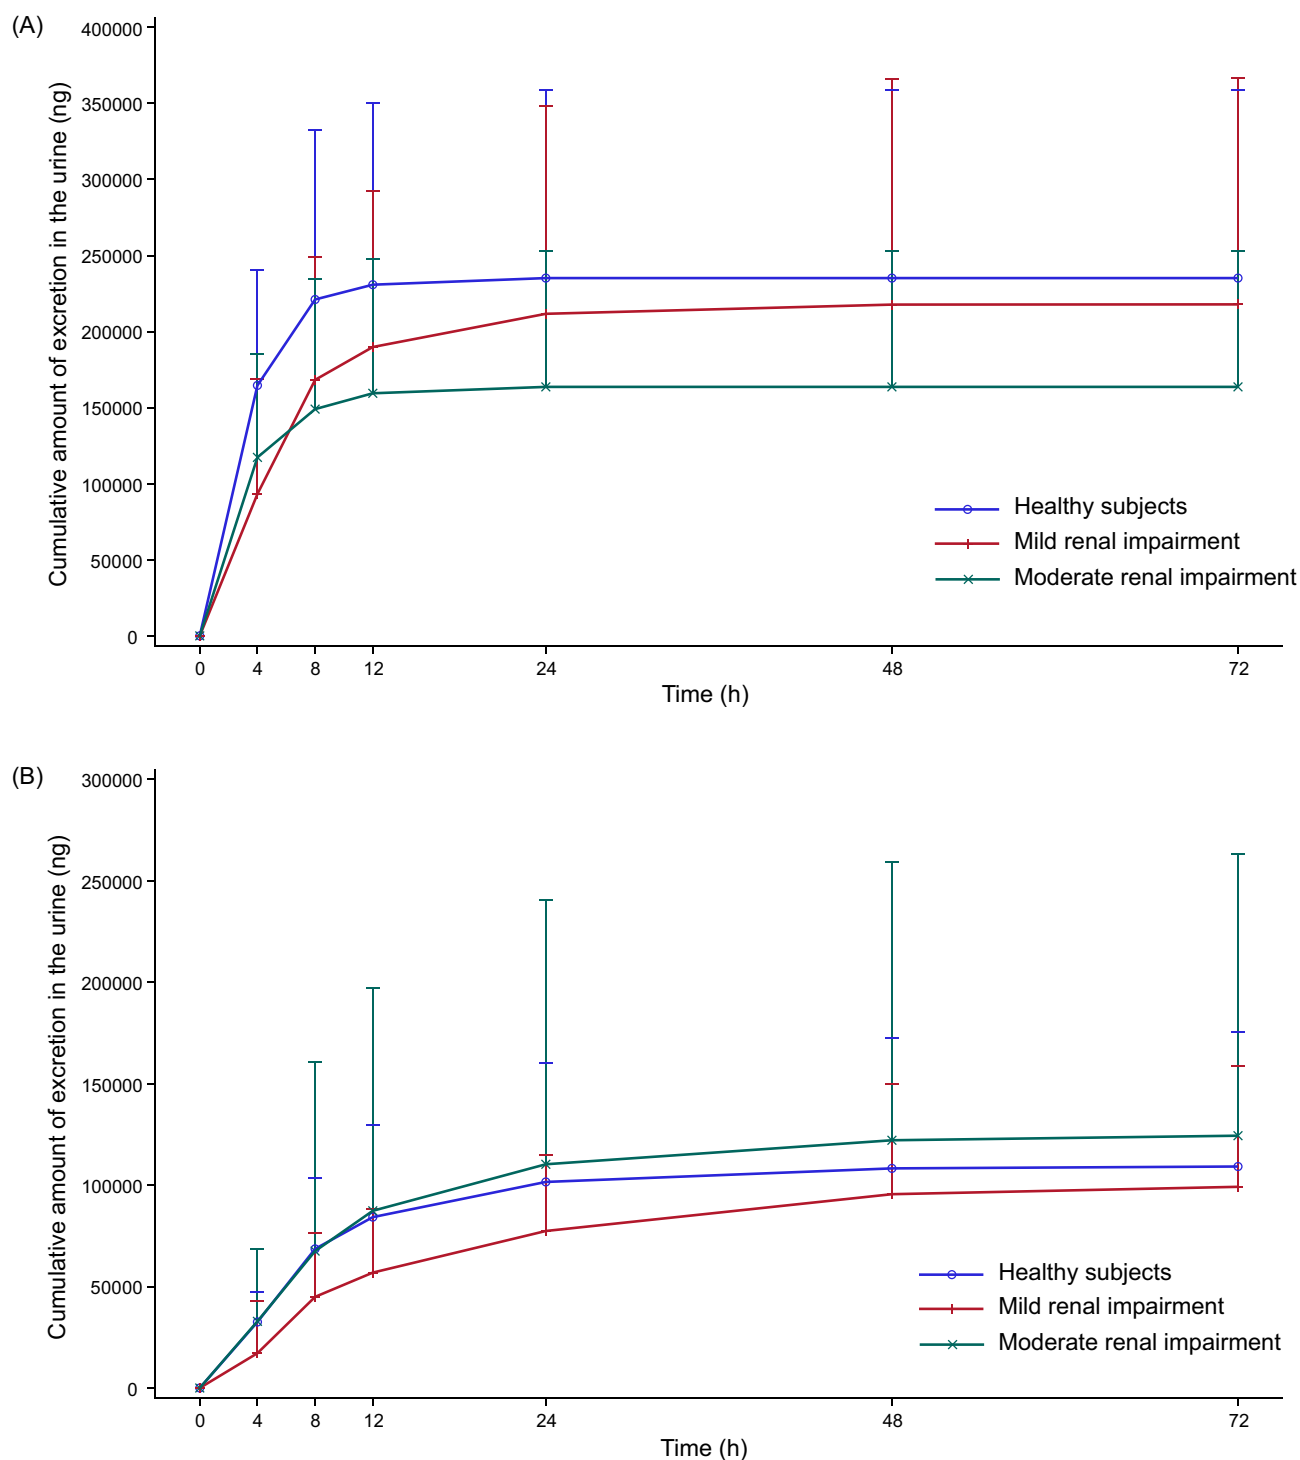 (A)
Cumulative amount of excretion in the urine (ng)
400000
350000
300000
250000
200000
150000
100000
50000
0
0 4 8 12 24 48 72
Time (h)
Healthy subjects
Mild renal impairment
Moderate renal impairment
(B)
Cumulative amount of excretion in the urine (ng)
300000
250000
200000
150000
100000
50000
0
0 4 8 12 24 48 72
Time (h)
Healthy subjects
Mild renal impairment
Moderate renal impairment